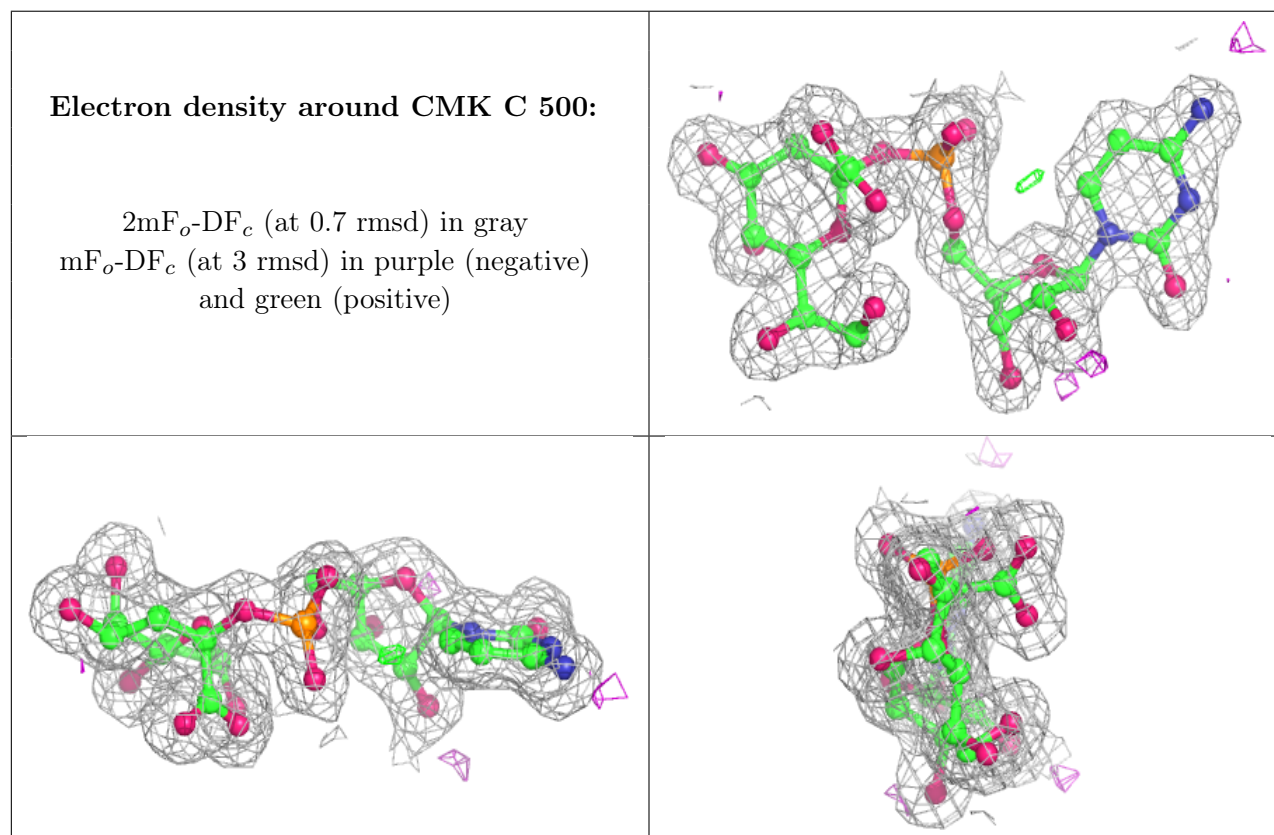 Electron density around CMK C 500:
2mFₒ-DF𝒸 (at 0.7 rmsd) in gray
mFₒ-DF𝒸 (at 3 rmsd) in purple (negative)
and green (positive)